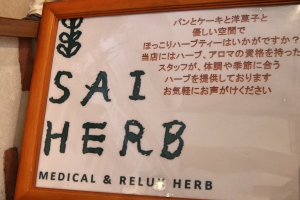 パンとケーキと洋菓子と
優しい空間で
ほっこりハーブティーはいかがですか?
当店にはハーブ、アロマの資格を持った
スタッフが、体調や季節に合う
ハーブを提供しております
お気軽にお声がけください
SAI
HERB
MEDICAL & RELUX HERB